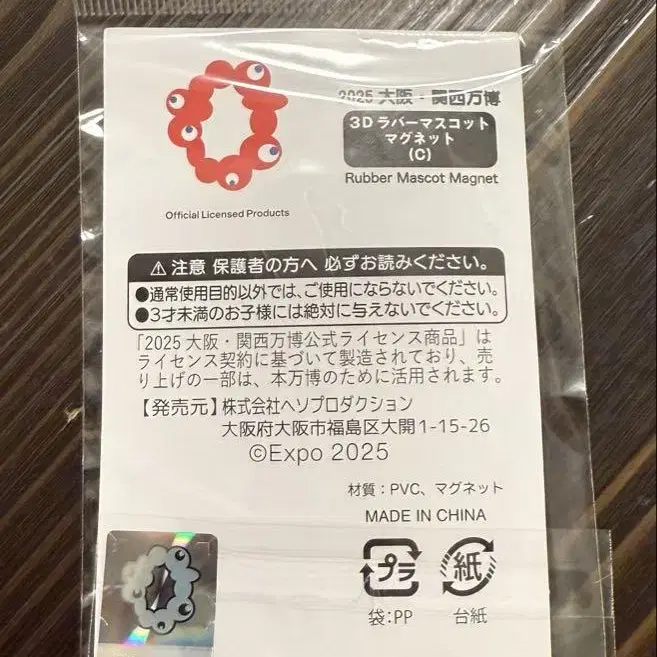 2025 大阪・関西万博
3Dラバーマスコット
マグネット
(C)
Rubber Mascot Magnet
Official Licensed Products
⚠注意 保護者の方へ 必ずお読みください。
●通常使用目的以外では、ご使用にならないでください。
●3才未満のお子様には絶対に与えないでください。
「2025 大阪・関西万博公式ライセンス商品」は
ライセンス契約に基づいて製造されており、売
り上げの一部は、本万博のために活用されます。
【発売元】株式会社ヘソプロダクション
大阪府大阪市福島区大開1-15-26
©Expo 2025
材質：PVC、マグネット
MADE IN CHINA
プラ
紙
袋:PP
台紙